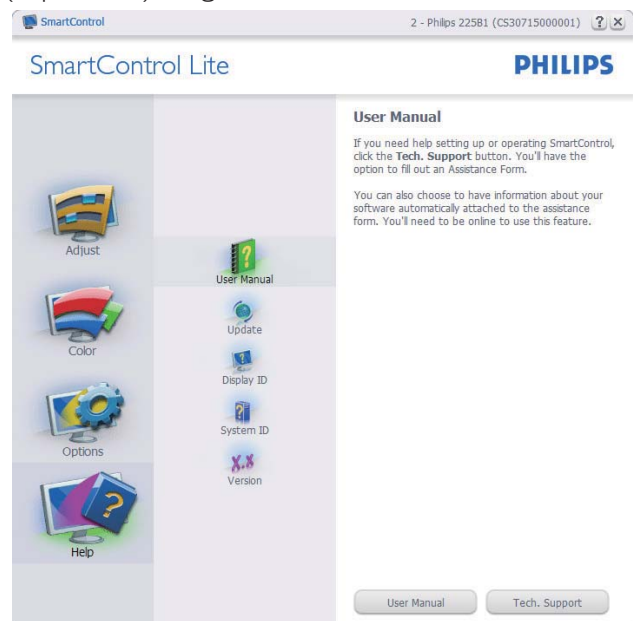 SmartControl
2 - Philips 225B1 (CS30715000001)
SmartControl Lite
PHILIPS
Adjust
Color
Options
Help
User Manual
Update
Display ID
System ID
X.X
Version
User Manual
If you need help setting up or operating SmartControl,
click the Tech. Support button. You'll have the
option to fill out an Assistance Form.
You can also choose to have information about your
software automatically attached to the assistance
form. You'll need to be online to use this feature.
User Manual
Tech. Support